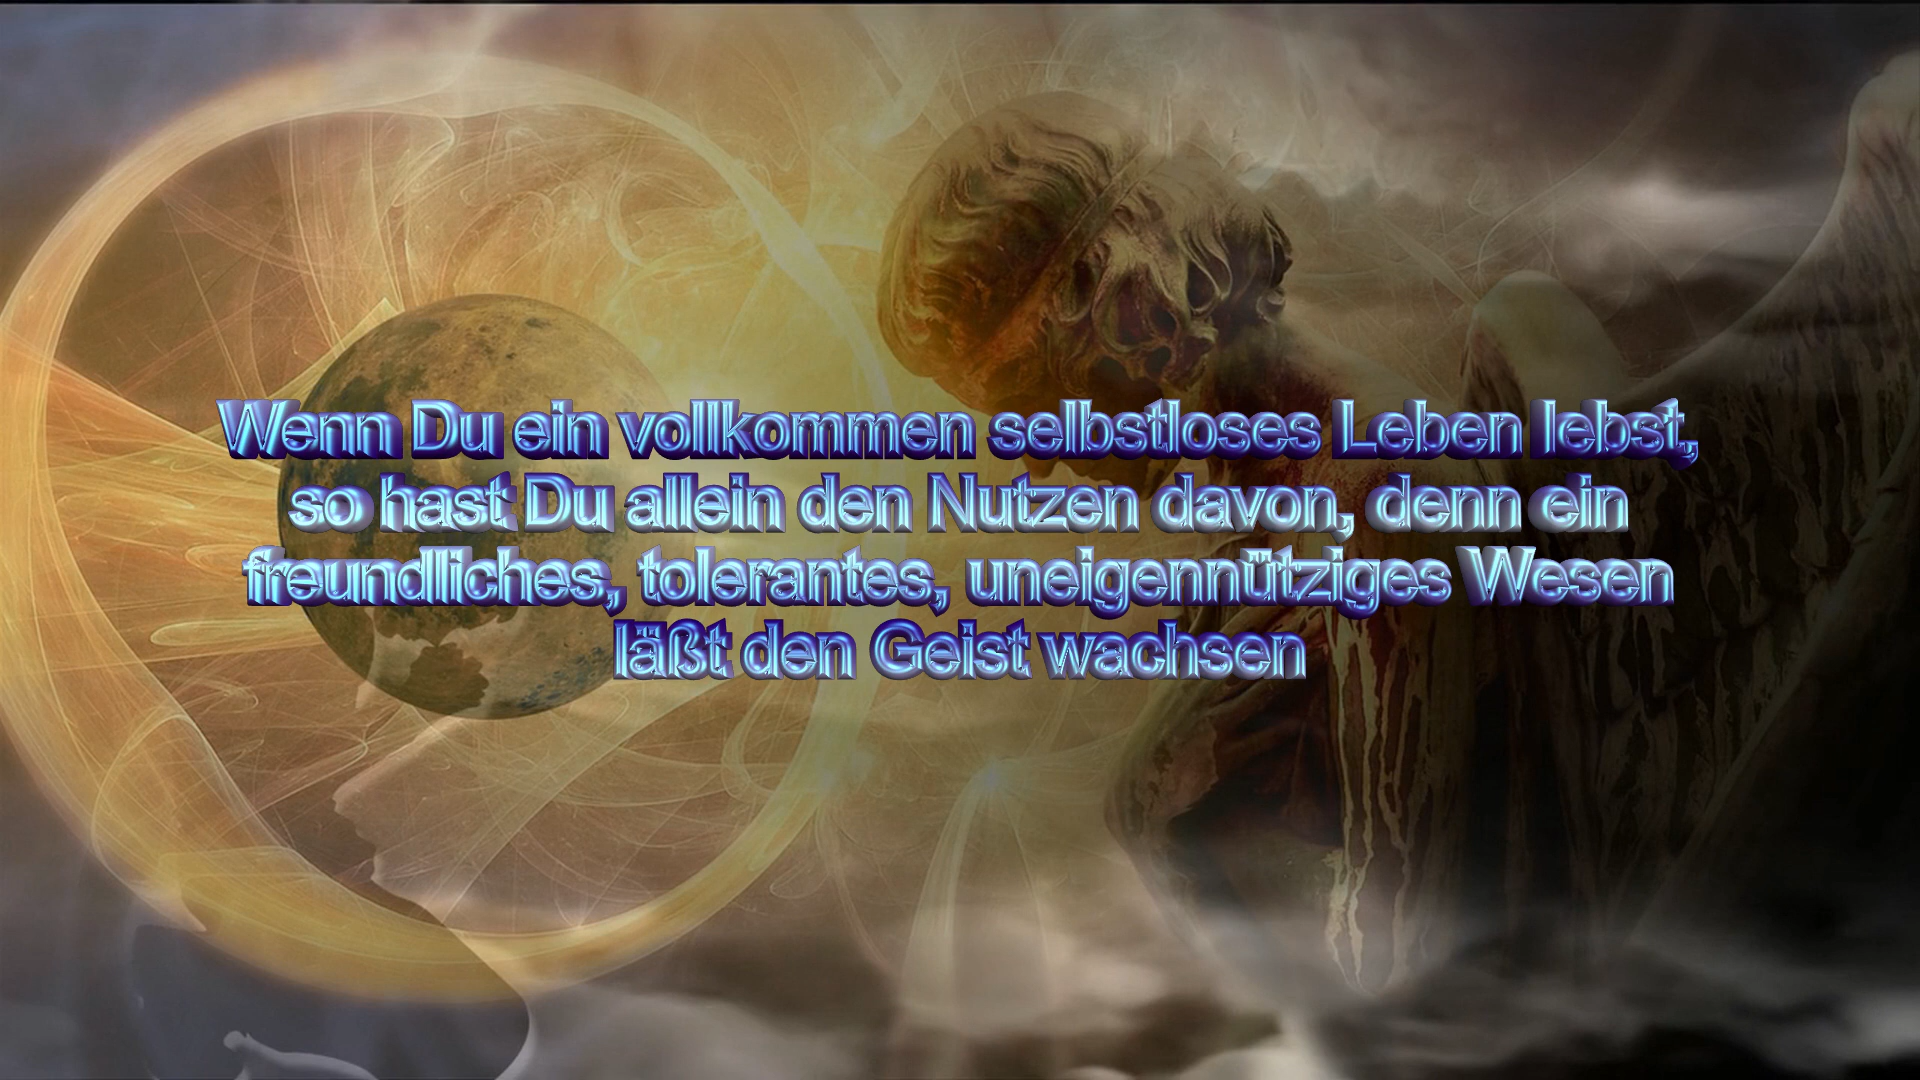 Wenn Du ein vollkommen selbstloses Leben lebst,
so hast Du allein den Nutzen davon, denn ein
freundliches, tolerantes, uneigennütziges Wesen
läßt den Geist wachsen